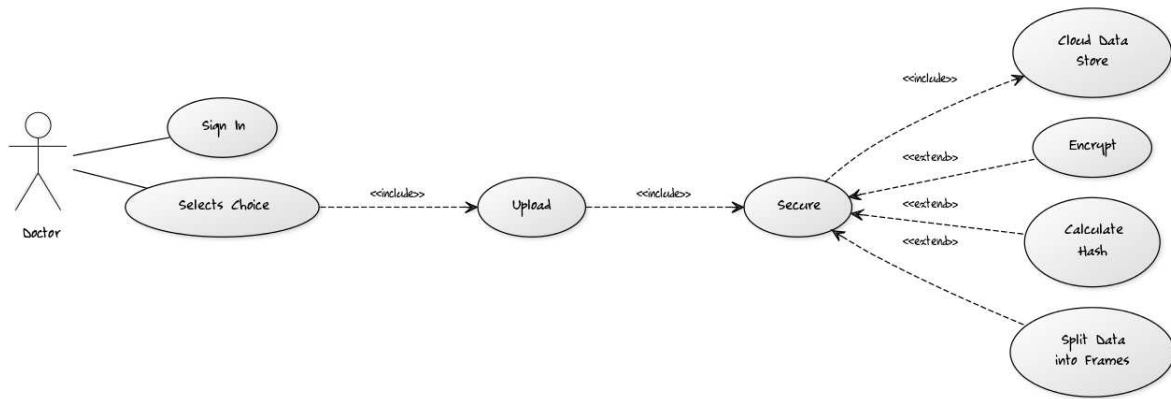 Cloud Data
Store
<<include>>
Sign In
Encrypt
<<extend>>
Selects Choice
<<include>>
Upload
<<include>>
Secure
<<extend>>
Calculate
Hash
Doctor
<<extend>>
Split Data
into Frames